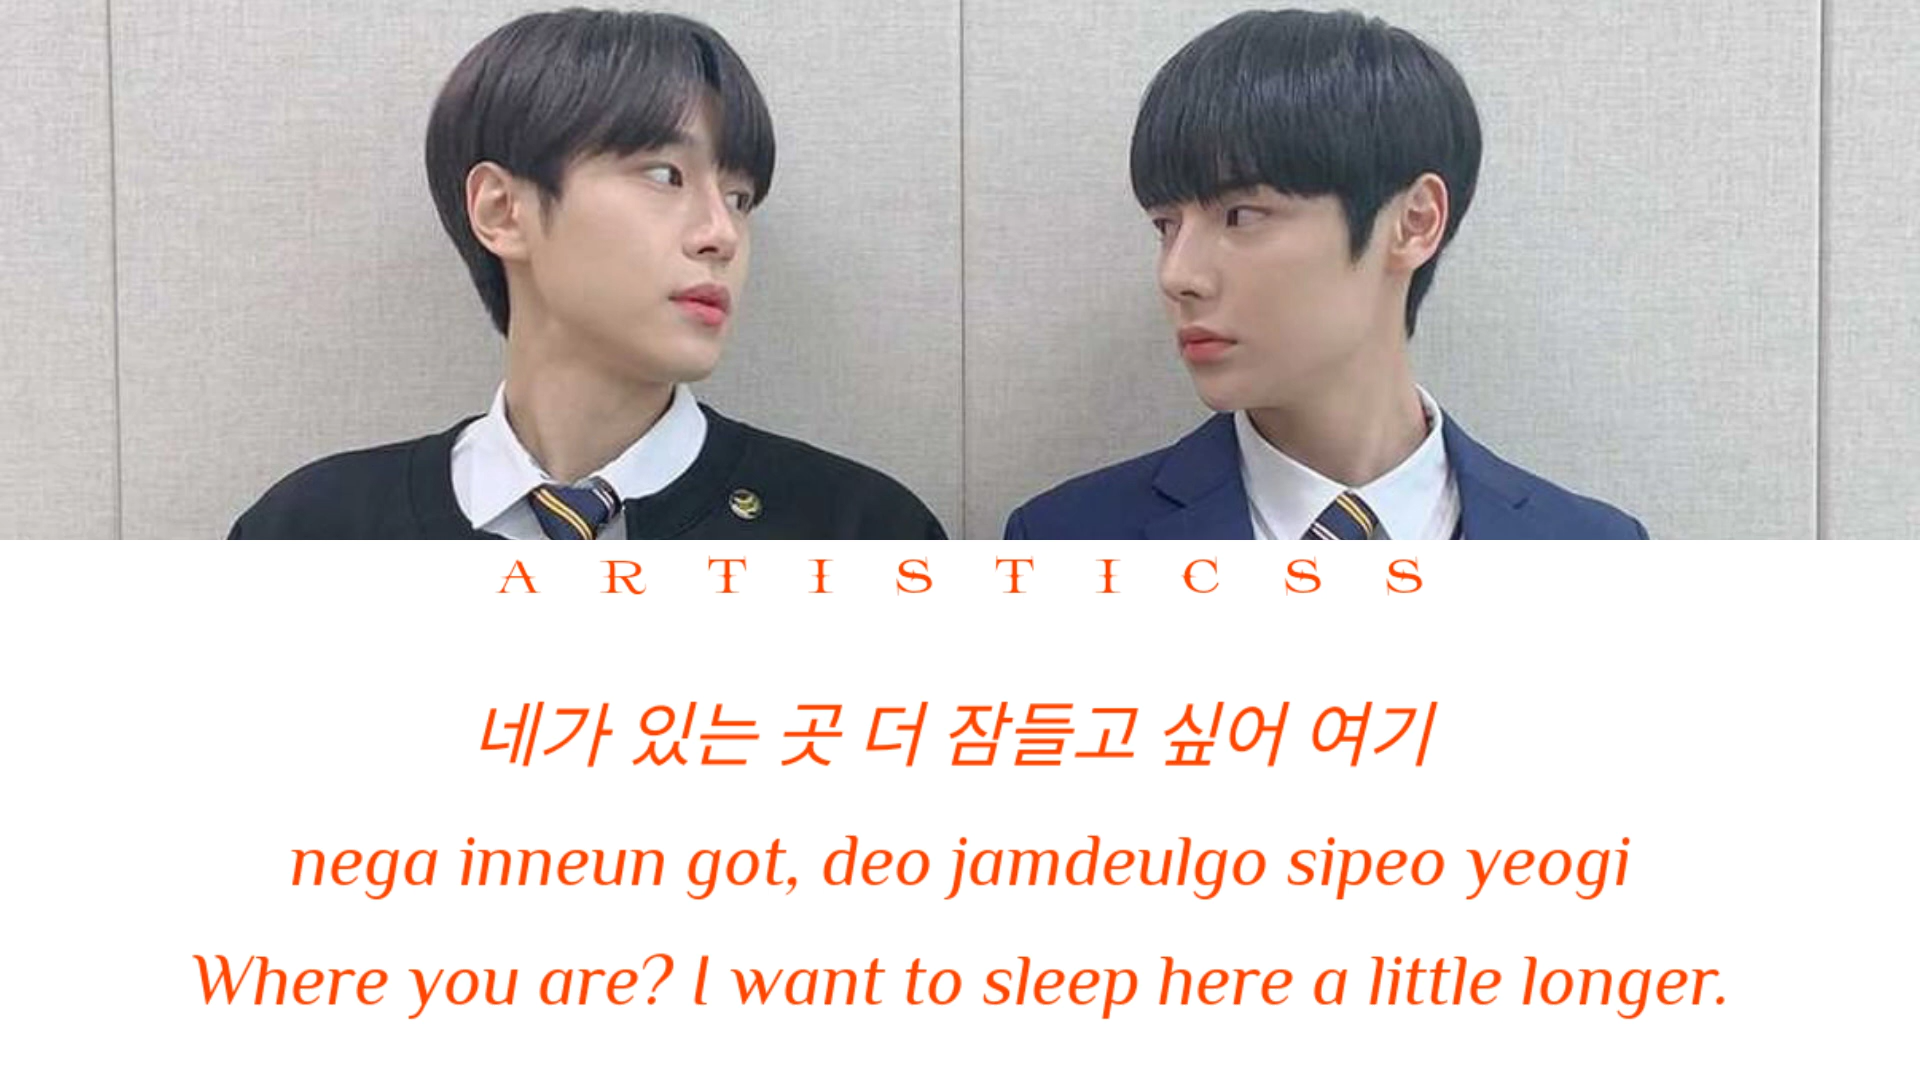 ARTISTICSS
네가 있는 곳 더 잠들고 싶어 여기
nega inneun got, deo jamdeulgo sipeo yeogi
Where you are? I want to sleep here a little longer.